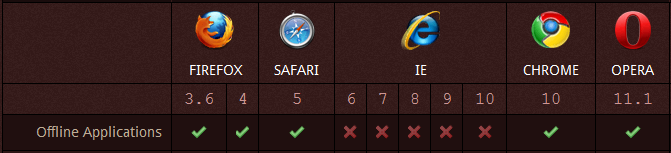 FIREFOX SAFARI IE CHROME OPERA
3.6 4 5 6 7 8 9 10 10 11.1
Offline Applications